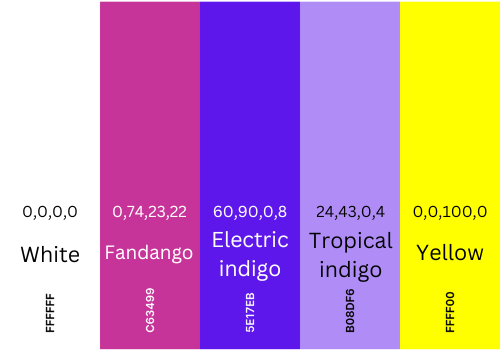 0,0,0,0
White
FFFFFF
0,74,23,22
Fandango
C63499
60,90,0,8
Electric
indigo
5E17EB
24,43,0,4
Tropical
indigo
B08DF6
0,0,100,0
Yellow
FFFF00